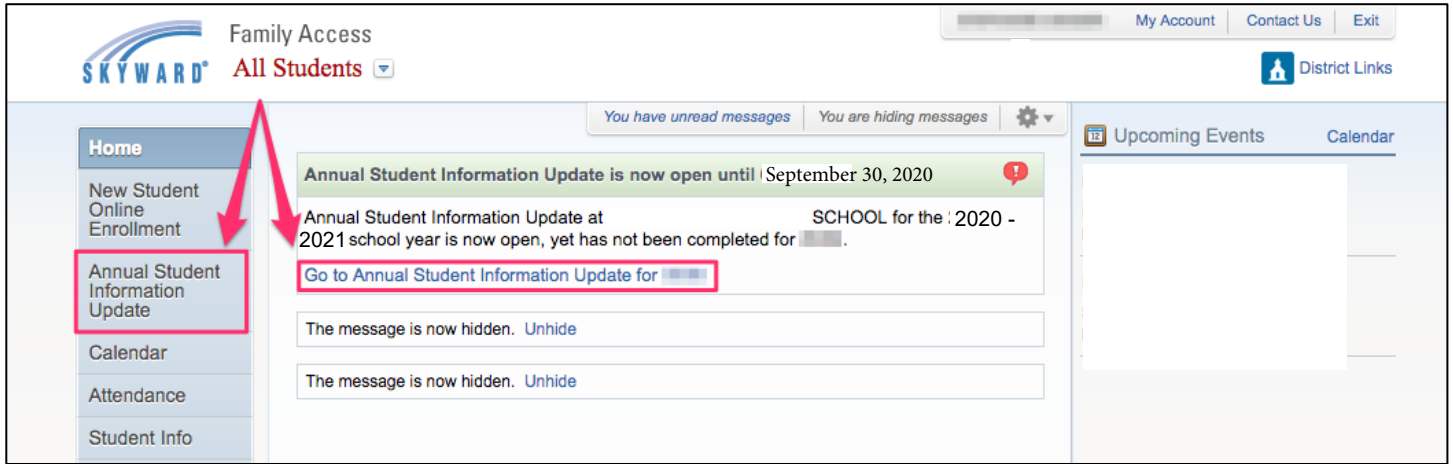 My Account Contact Us Exit
Family Access
SKYWARD
All Students
District Links
You have unread messages You are hiding messages
Upcoming Events Calendar
Home
New Student
Online
Enrollment
Annual Student
Information
Update
Calendar
Attendance
Student Info
Annual Student Information Update is now open until September 30, 2020
Annual Student Information Update at SCHOOL for the 2020 -
2021 school year is now open, yet has not been completed for .
Go to Annual Student Information Update for
The message is now hidden. Unhide
The message is now hidden. Unhide